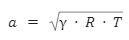 a = √γ · R · T